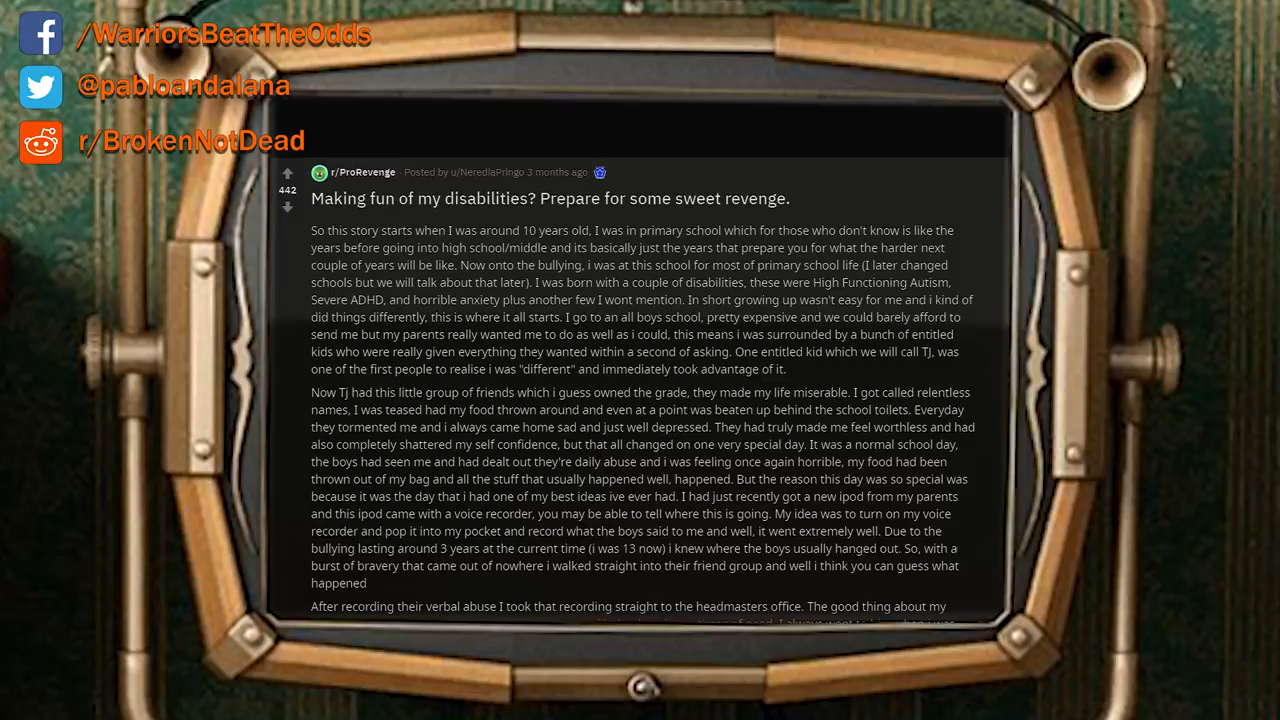 /WarriorsBeatTheOdds
@pabloandalana
r/BrokenNotDead
r/ProRevenge · Posted by u/NeredlaPringo 3 months ago
442
Making fun of my disabilities? Prepare for some sweet revenge.
So this story starts when I was around 10 years old, I was in primary school which for those who don't know is like the
years before going into high school/middle and its basically just the years that prepare you for what the harder next
couple of years will be like. Now onto the bullying, i was at this school for most of primary school life (I later changed
schools but we will talk about that later). I was born with a couple of disabilities, these were High Functioning Autism,
Severe ADHD, and horrible anxiety plus another few I wont mention. In short growing up wasn't easy for me and i kind of
did things differently, this is where it all starts. I go to an all boys school, pretty expensive and we could barely afford to
send me but my parents really wanted me to do as well as i could, this means i was surrounded by a bunch of entitled
kids who were really given everything they wanted within a second of asking. One entitled kid which we will call TJ, was
one of the first people to realise i was "different" and immediately took advantage of it.
Now Tj had this little group of friends which i guess owned the grade, they made my life miserable. I got called relentless
names, I was teased had my food thrown around and even at a point was beaten up behind the school toilets. Everyday
they tormented me and i always came home sad and just well depressed. They had truly made me feel worthless and had
also completely shattered my self confidence, but that all changed on one very special day. It was a normal school day,
the boys had seen me and had dealt out they're daily abuse and i was feeling once again horrible, my food had been
thrown out of my bag and all the stuff that usually happened well, happened. But the reason this day was so special was
because it was the day that i had one of my best ideas ive ever had. I had just recently got a new ipod from my parents
and this ipod came with a voice recorder, you may be able to tell where this is going. My idea was to turn on my voice
recorder and pop it into my pocket and record what the boys said to me and well, it went extremely well. Due to the
bullying lasting around 3 years at the current time (i was 13 now) i knew where the boys usually hanged out. So, with a
burst of bravery that came out of nowhere i walked straight into their friend group and well i think you can guess what
happened
After recording their verbal abuse I took that recording straight to the headmasters office. The good thing about my